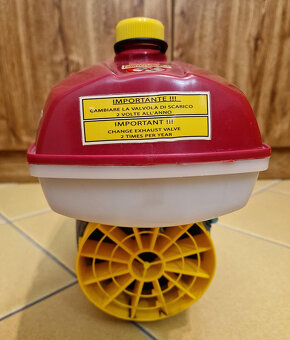 IMPORTANTE !!!
CAMBIARE LA VALVOLA DI SCARICO
2 VOLTE ALL'ANNO
IMPORTANT !!!
CHANGE EXHAUST VALVE
2 TIMES PER YEAR